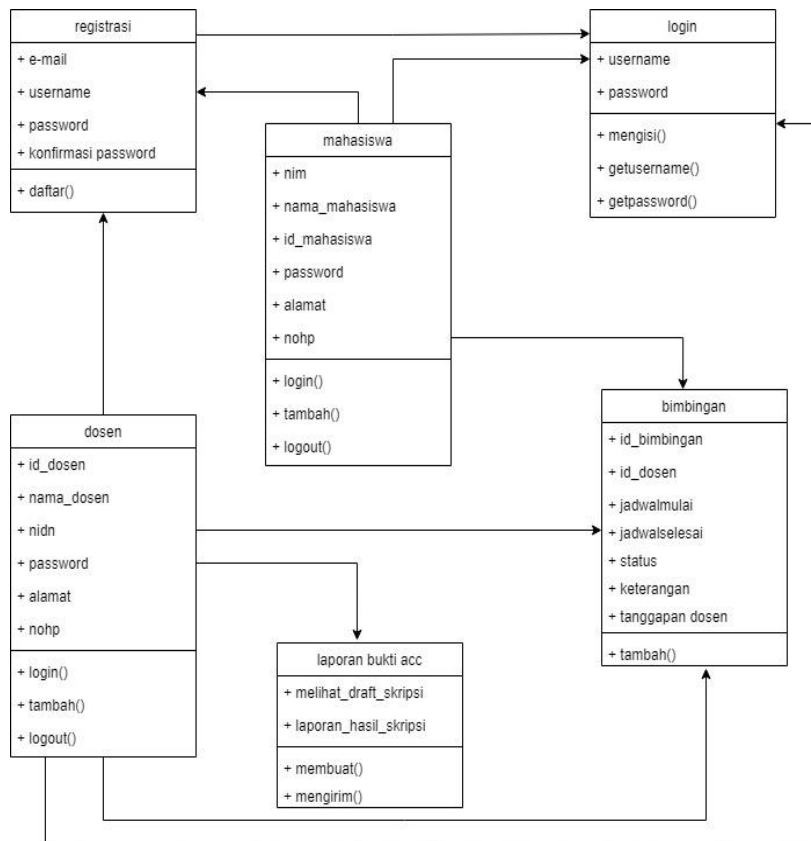 registrasi
+ e-mail
+ username
+ password
+ konfirmasi password
+ daftar()
login
+ username
+ password
+ mengisi()
+ getusername()
+ getpassword()
mahasiswa
+ nim
+ nama_mahasiswa
+ id_mahasiswa
+ password
+ alamat
+ nohp
+ login()
+ tambah()
+ logout()
dosen
+ id_dosen
+ nama_dosen
+ nidn
+ password
+ alamat
+ nohp
+ login()
+ tambah()
+ logout()
bimbingan
+ id_bimbingan
+ id_dosen
+ jadwalmulai
+ jadwalselesai
+ status
+ keterangan
+ tanggapan dosen
+ tambah()
laporan bukti acc
+ melihat_draft_skripsi
+ laporan_hasil_skripsi
+ membuat()
+ mengirim()